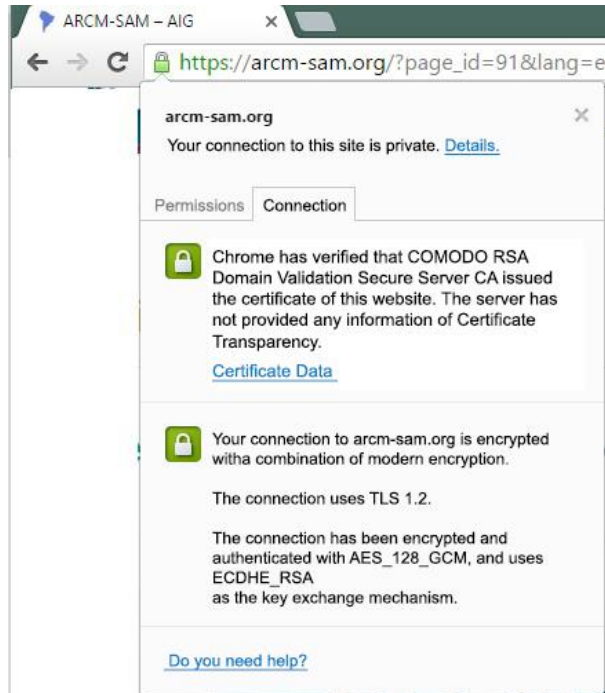 ARCM-SAM – AIG
https://arcm-sam.org/?page_id=91&lang=e
arcm-sam.org
Your connection to this site is private. Details.
Permissions Connection
Chrome has verified that COMODO RSA
Domain Validation Secure Server CA issued
the certificate of this website. The server has
not provided any information of Certificate
Transparency.
Certificate Data
Your connection to arcm-sam.org is encrypted
witha combination of modern encryption.
The connection uses TLS 1.2.
The connection has been encrypted and
authenticated with AES_128_GCM, and uses
ECDHE_RSA
as the key exchange mechanism.
Do you need help?